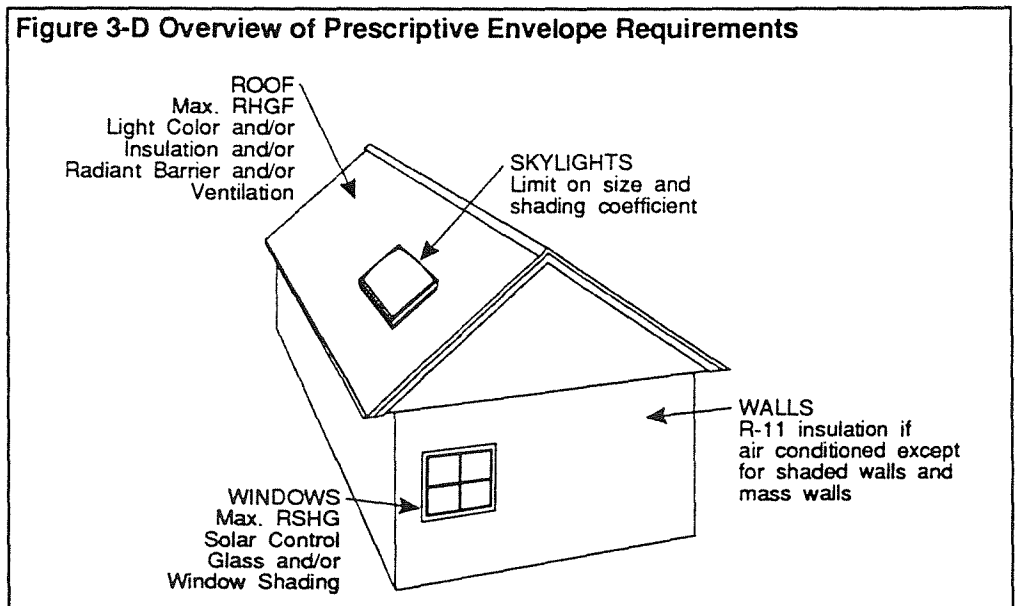 Figure 3-D Overview of Prescriptive Envelope Requirements
ROOF
Max. RHGF
Light Color and/or
Insulation and/or
Radiant Barrier and/or
Ventilation
SKYLIGHTS
Limit on size and
shading coefficient
WALLS
R-11 insulation if
air conditioned except
for shaded walls and
mass walls
WINDOWS
Max. RSHG
Solar Control
Glass and/or
Window Shading